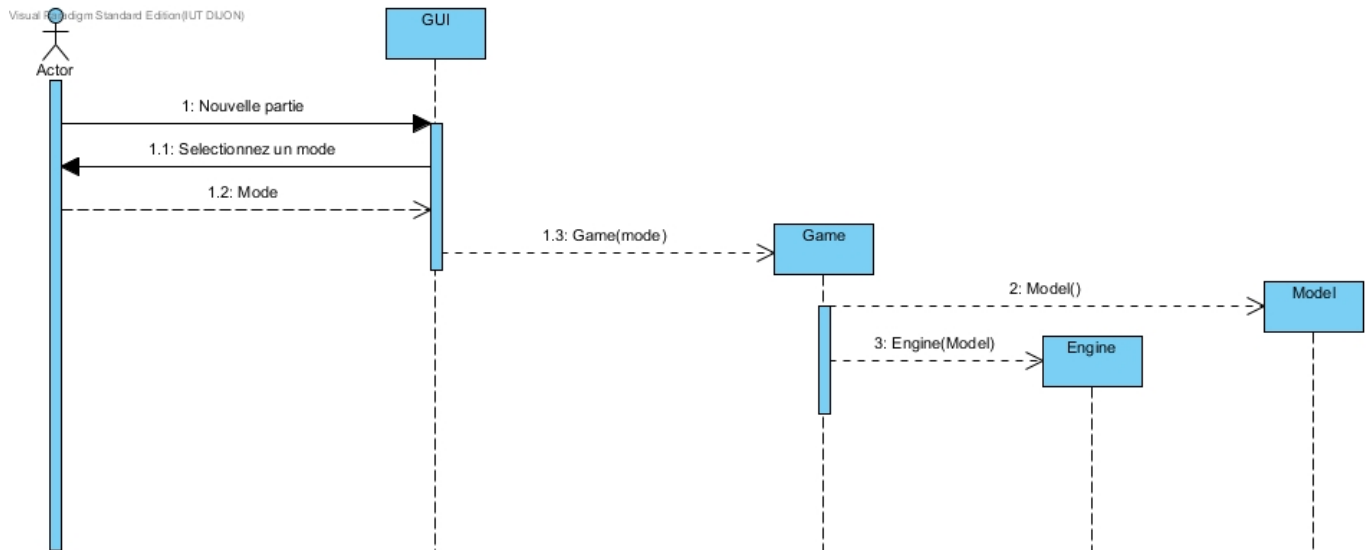 Visual Paradigm Standard Edition(IUT DIJON)
GUI
Actor
1: Nouvelle partie
1.1: Selectionnez un mode
1.2: Mode
1.3: Game(mode)
Game
2: Model()
Model
3: Engine(Model)
Engine